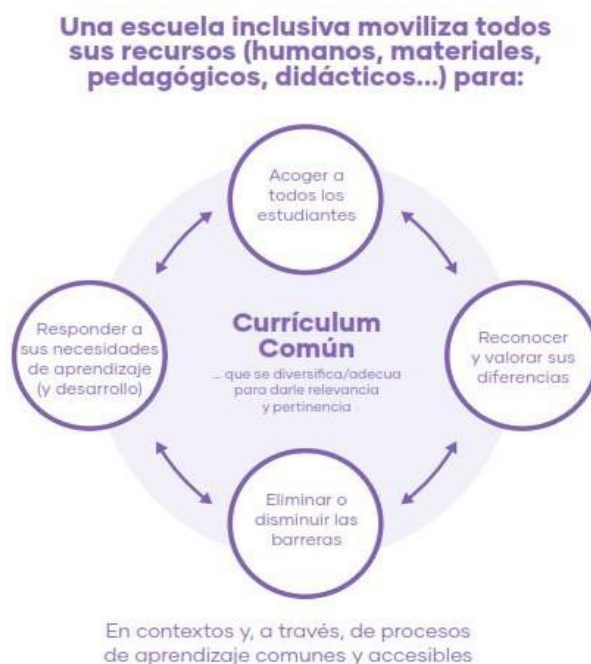 Una escuela inclusiva moviliza todos
sus recursos (humanos, materiales,
pedagógicos, didácticos...) para:
Acoger a
todos los
estudiantes
Responder a
sus necesidades
de aprendizaje
(y desarrollo)
Currículum
Común
... que se diversifica/adecua
para darle relevancia
y pertinencia
Reconocer
y valorar sus
diferencias
Eliminar o
disminuir las
barreras
En contextos y, a través, de procesos
de aprendizaje comunes y accesibles